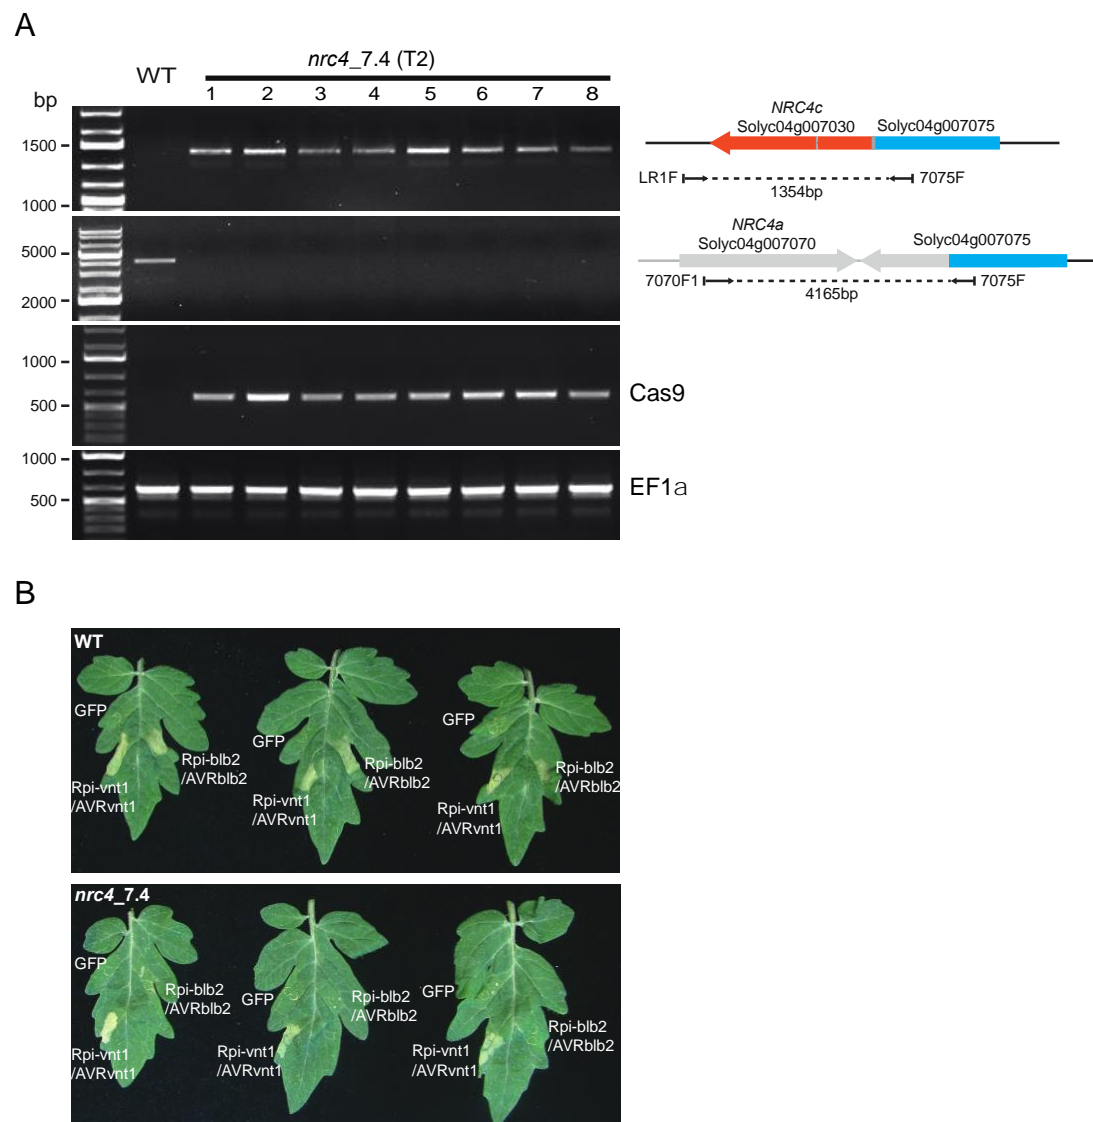 A
nrc4_7.4 (T2)
WT
1 2 3 4 5 6 7 8
bp
1500
1000
NRC4c
Solyc04g007030
Solyc04g007075
LR1F
7075F
1354bp
5000
2000
NRC4a
Solyc04g007070
Solyc04g007075
7070F1
7075F
4165bp
1000
500
Cas9
1000
500
EF1a
B
WT
GFP
Rpi-blb2
/AVRblb2
Rpi-vnt1
/AVRvnt1
GFP
Rpi-blb2
/AVRblb2
Rpi-vnt1
/AVRvnt1
GFP
Rpi-blb2
/AVRblb2
Rpi-vnt1
/AVRvnt1
nrc4_7.4
GFP
Rpi-blb2
/AVRblb2
Rpi-vnt1
/AVRvnt1
GFP
Rpi-blb2
/AVRblb2
Rpi-vnt1
/AVRvnt1
GFP
Rpi-blb2
/AVRblb2
Rpi-vnt1
/AVRvnt1